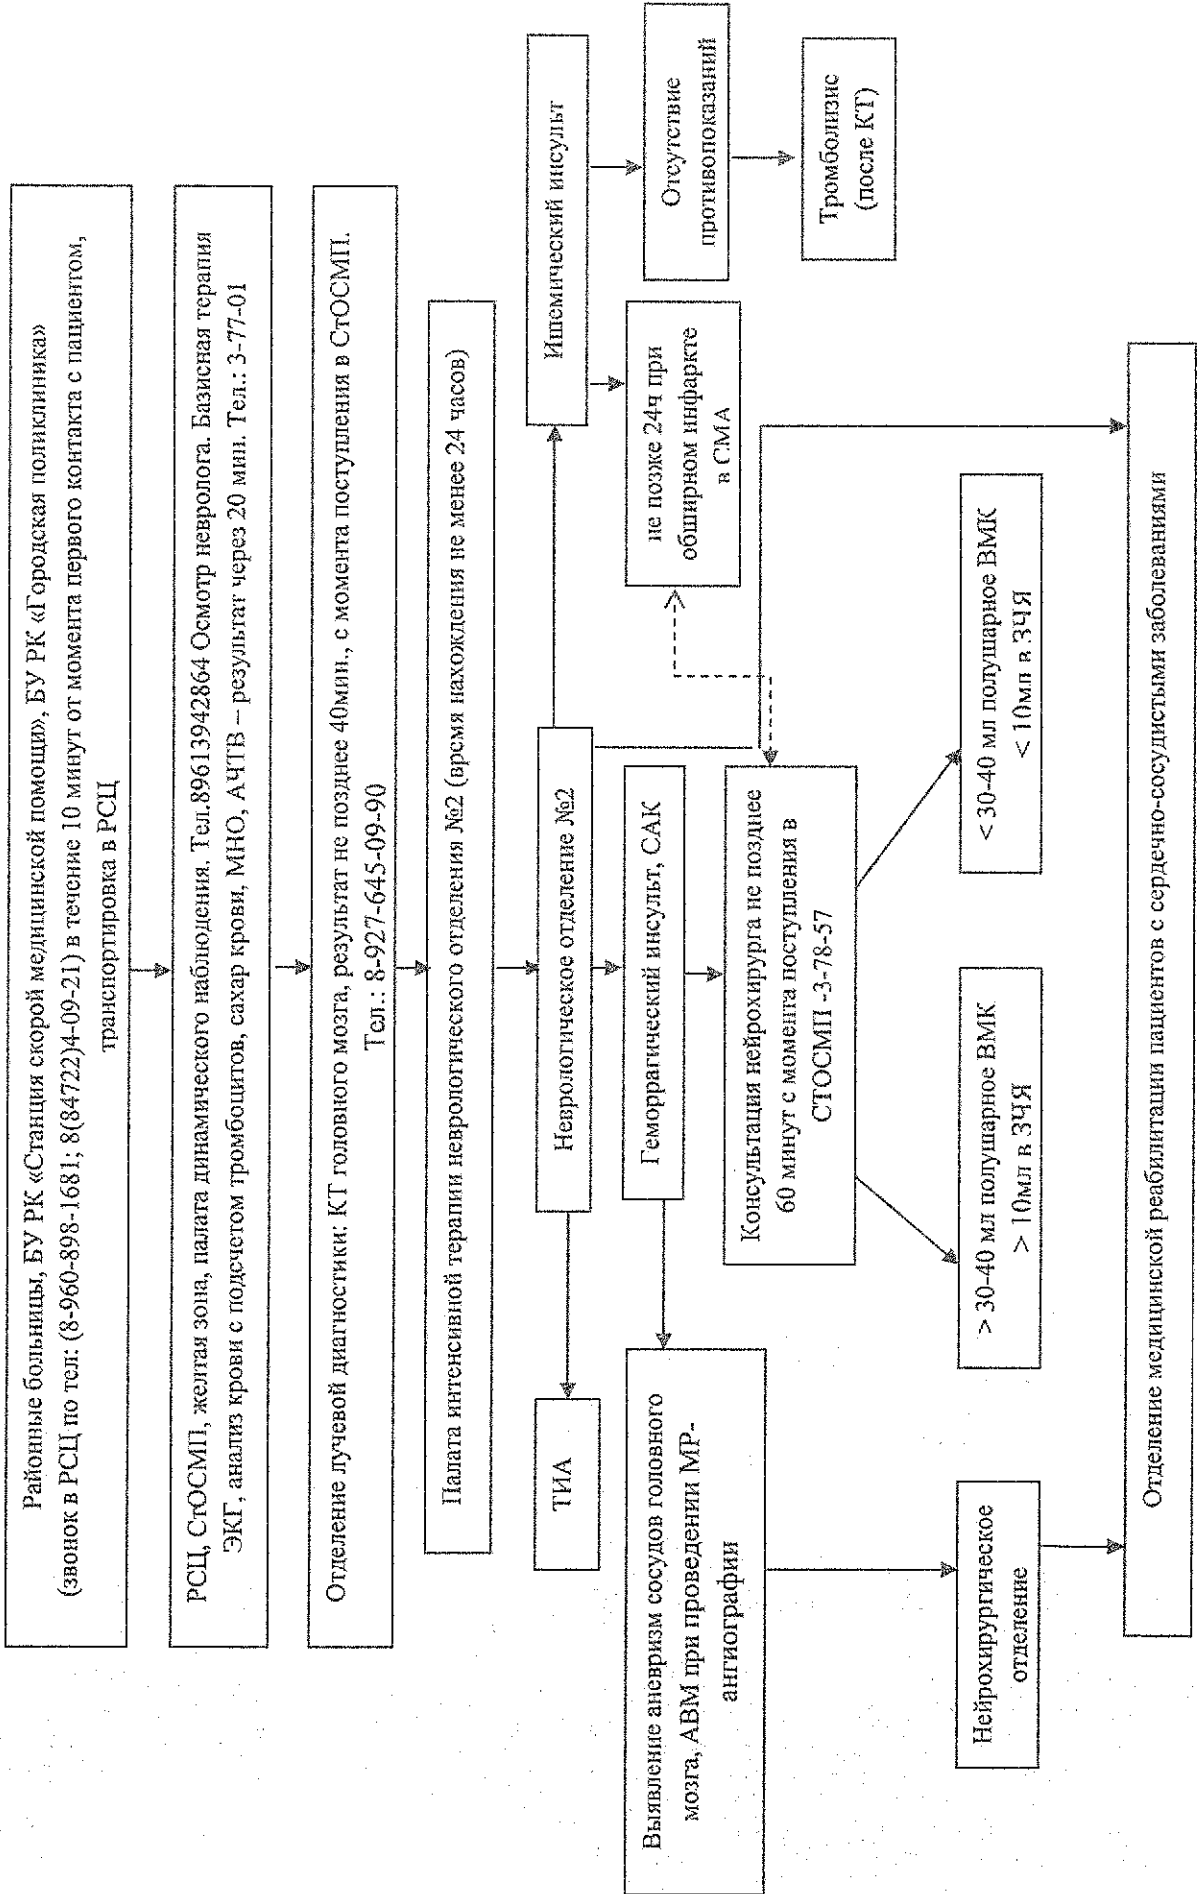 Районные больницы, БУ РК «Станция скорой медицинской помощи», БУ РК «Городская поликлиника»
(звонок в РСЦ по тел: (8-960-898-1681; 8(84722)4-09-21) в течение 10 минут от момента первого контакта с пациентом,
транспортировка в РСЦ
РСЦ, СтОСМП, желтая зона, палата динамического наблюдения. Тел.89613942864 Осмотр невролога. Базисная терапия
ЭКГ, анализ крови с подсчетом тромбоцитов, сахар крови, МНО, АЧТВ – результат через 20 мин. Тел.: 3-77-01
Отделение лучевой диагностики: КТ головного мозга, результат не позднее 40мин., с момента поступления в СтОСМП.
Тел.: 8-927-645-09-90
Палата интенсивной терапии неврологического отделения №2 (время нахождения не менее 24 часов)
ТИА
Неврологическое отделение №2
Ишемический инсульт
Выявление аневризм сосудов головного
мозга, АВМ при проведении МР-
ангиографии
Геморрагический инсульт, САК
не позже 24ч при
обширном инфаркте
в СМА
Отсутствие
противопоказаний
Консультация нейрохирурга не позднее
60 минут с момента поступления в
СТОСМП -3-78-57
Тромболизис
(после КТ)
Нейрохирургическое
отделение
> 30-40 мл полушарное ВМК
> 10мл в ЗЧЯ
< 30-40 мл полушарное ВМК
< 10мл в ЗЧЯ
Отделение медицинской реабилитации пациентов с сердечно-сосудистыми заболеваниями